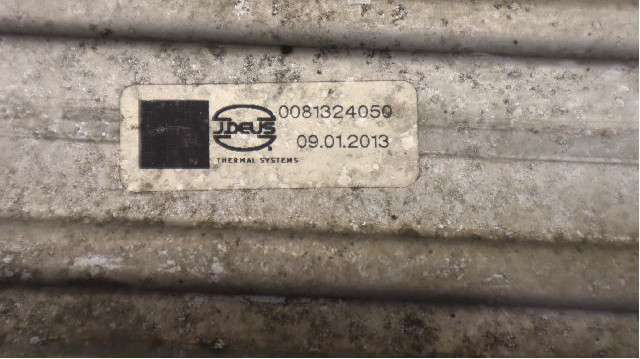 JDEUS
0081324050
09.01.2013
THERMAL SYSTEMS